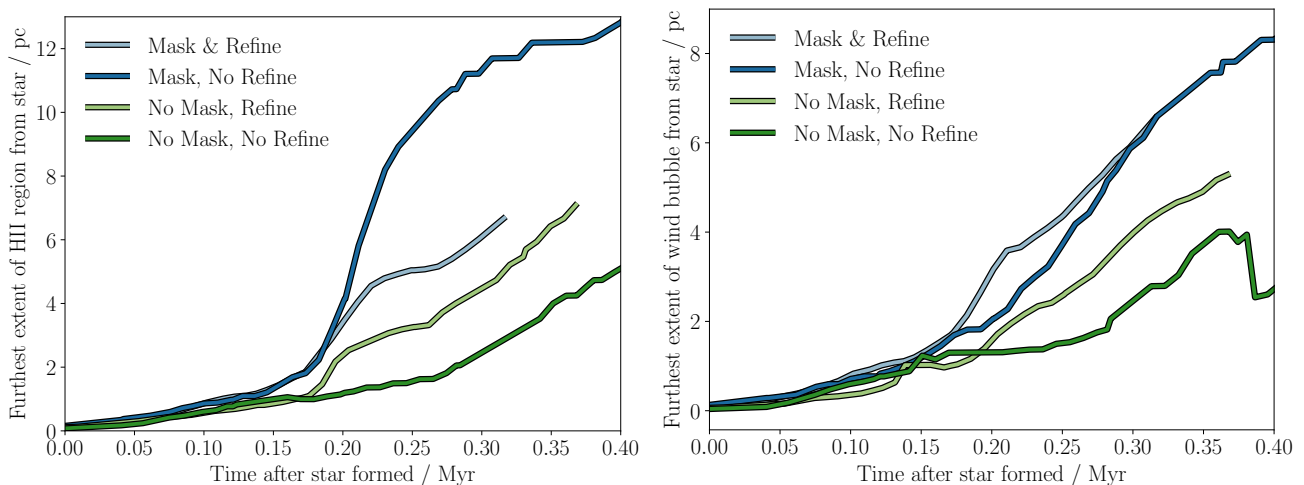 Furthest extent of HII region from star / pc
12
10
8
6
4
2
0
Mask & Refine
Mask, No Refine
No Mask, Refine
No Mask, No Refine
0.00 0.05 0.10 0.15 0.20 0.25 0.30 0.35 0.40
Time after star formed / Myr
Furthest extent of wind bubble from star / pc
8
6
4
2
0
Mask & Refine
Mask, No Refine
No Mask, Refine
No Mask, No Refine
0.00 0.05 0.10 0.15 0.20 0.25 0.30 0.35 0.40
Time after star formed / Myr